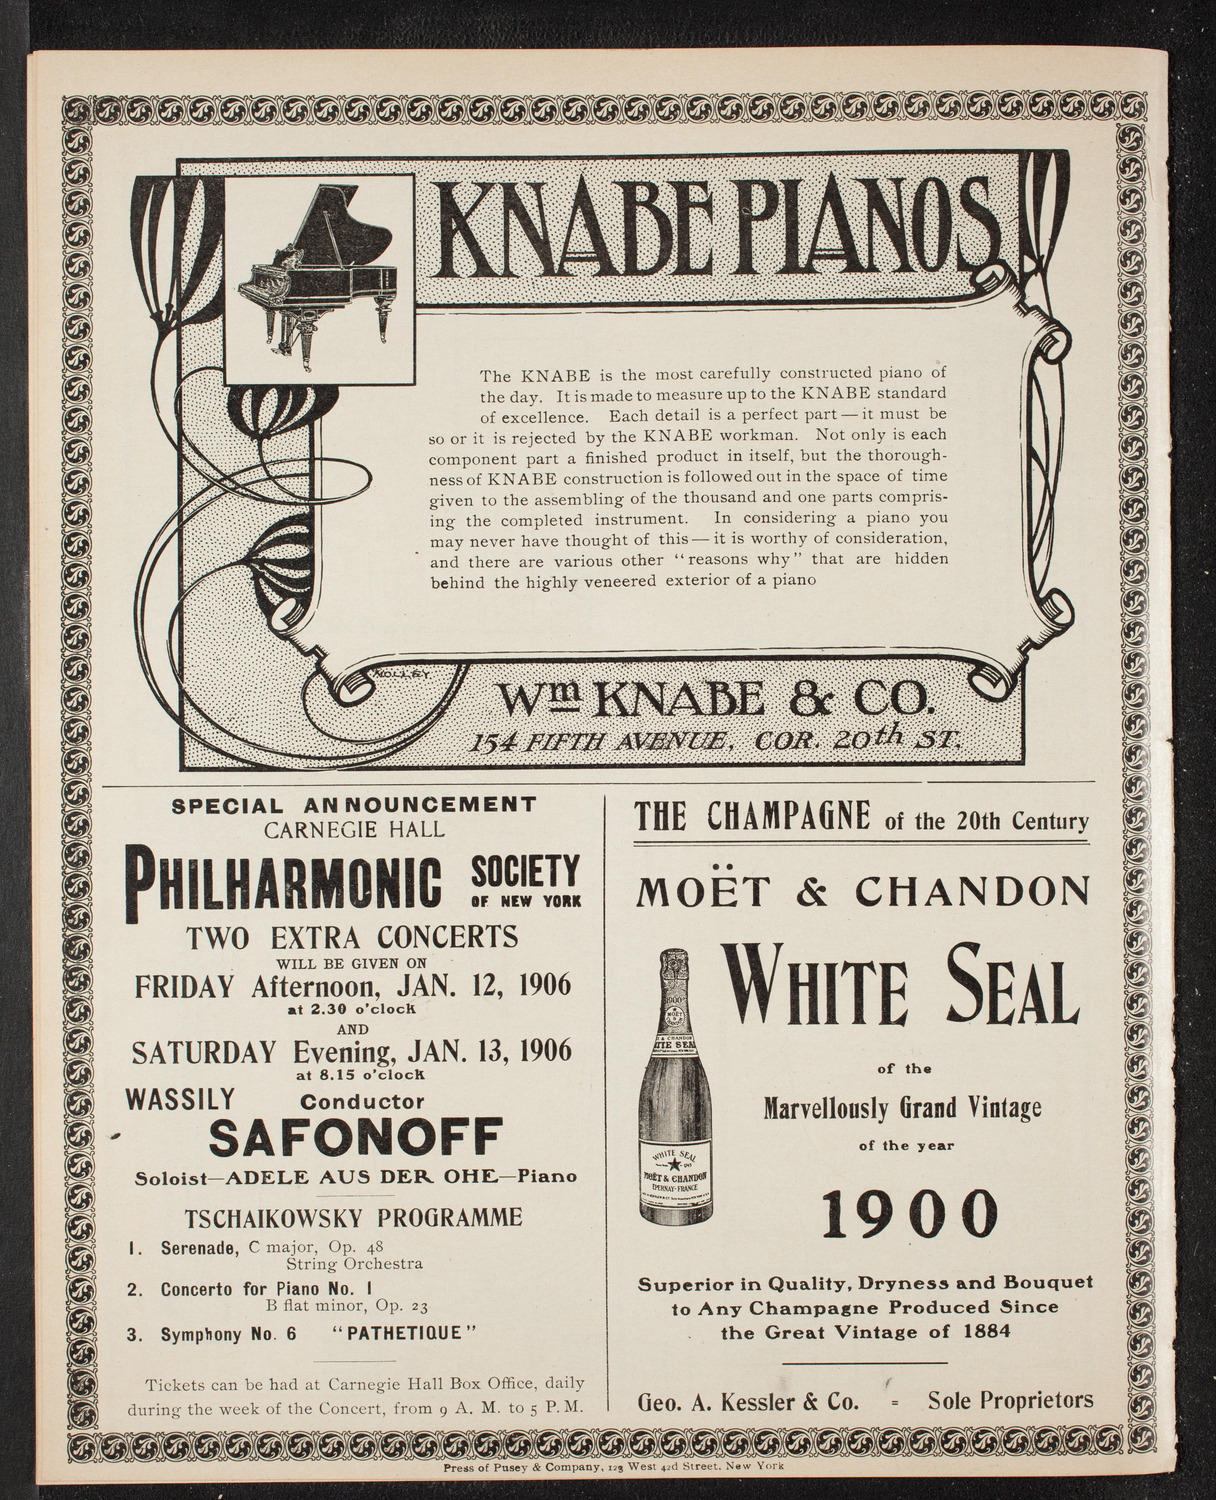 KNABE PIANOS
The KNABE is the most carefully constructed piano of
the day. It is made to measure up to the KNABE standard
of excellence. Each detail is a perfect part — it must be
so or it is rejected by the KNABE workman. Not only is each
component part a finished product in itself, but the thorough-
ness of KNABE construction is followed out in the space of time
given to the assembling of the thousand and one parts compris-
ing the completed instrument. In considering a piano you
may never have thought of this — it is worthy of consideration,
and there are various other "reasons why" that are hidden
behind the highly veneered exterior of a piano
Wm KNABE & CO.
154 FIFTH AVENUE, COR. 20th ST.
SPECIAL ANNOUNCEMENT
CARNEGIE HALL
PHILHARMONIC SOCIETY
OF NEW YORK
TWO EXTRA CONCERTS
WILL BE GIVEN ON
FRIDAY Afternoon, JAN. 12, 1906
at 2.30 o'clock
AND
SATURDAY Evening, JAN. 13, 1906
at 8.15 o'clock
WASSILY Conductor
SAFONOFF
Soloist—ADELE AUS DER OHE—Piano
TSCHAIKOWSKY PROGRAMME
1. Serenade, C major, Op. 48
String Orchestra
2. Concerto for Piano No. 1
B flat minor, Op. 23
3. Symphony No. 6 "PATHETIQUE"
Tickets can be had at Carnegie Hall Box Office, daily
during the week of the Concert, from 9 A. M. to 5 P. M.
THE CHAMPAGNE of the 20th Century
MOËT & CHANDON
WHITE SEAL
of the
Marvellously Grand Vintage
of the year
1900
WHITE SEAL
MOËT & CHANDON
EPERNAY-FRANCE
Superior in Quality, Dryness and Bouquet
to Any Champagne Produced Since
the Great Vintage of 1884
Geo. A. Kessler & Co. = Sole Proprietors
Press of Pusey & Company, 123 West 42d Street, New York